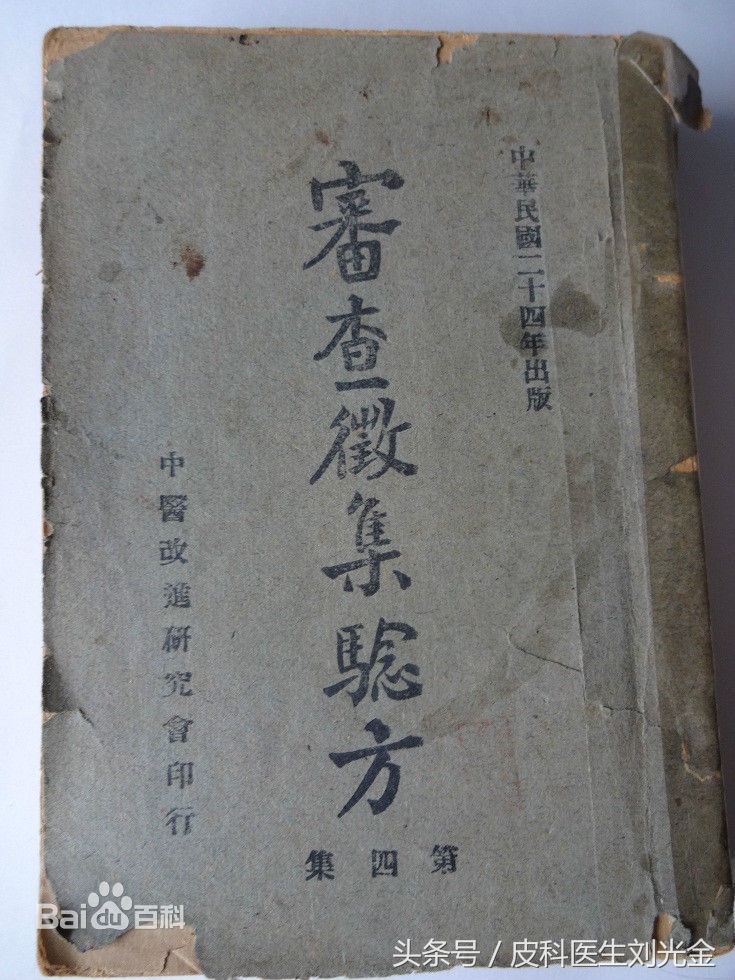 中華民國二十四年出版
審查徵集驗方
第四集
中醫改進研究會印行
Bai百科
头条号 / 皮科医生刘光金